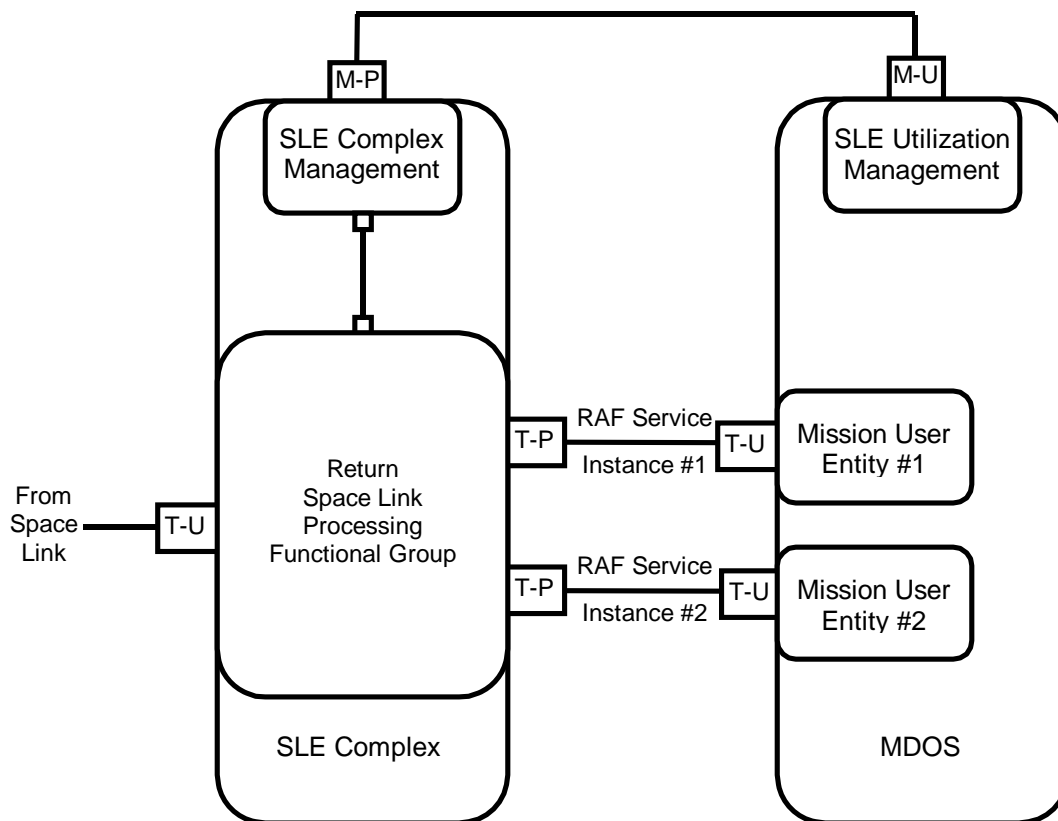 M-P
M-U
SLE Complex
Management
SLE Utilization
Management
From
Space
Link
T-U
Return
Space Link
Processing
Functional Group
T-P
RAF Service
Instance #1
T-U
Mission User
Entity #1
T-P
RAF Service
Instance #2
T-U
Mission User
Entity #2
SLE Complex
MDOS